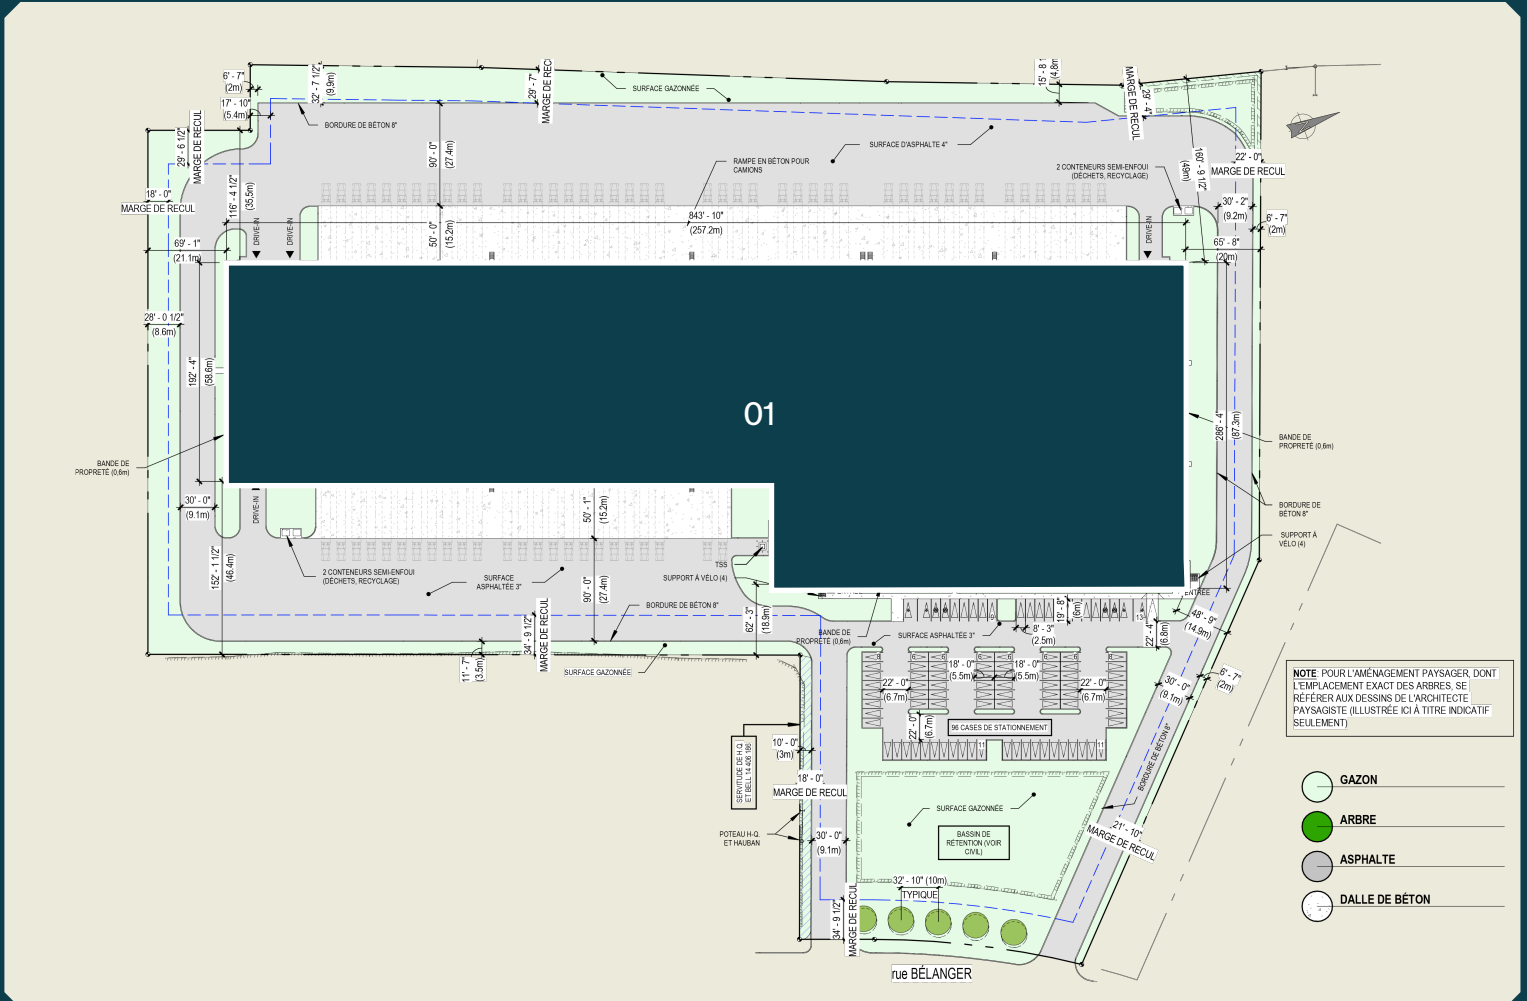 6' - 7"
(2m)
17' - 10"
(5.4m)
32' - 7 1/2"
(9.9m)
29' - 7"
MARGE DE RECUL
SURFACE GAZONNÉE
15' - 8 1
(4.8m
MARGE DE RECUL
29' - 4"
29' - 6 1/2"
MARGE DE RECUL
BORDURE DE BÉTON 8"
90' - 0"
(27.4m)
SURFACE D'ASPHALTE 4"
RAMPE EN BÉTON POUR
CAMIONS
2 CONTENEURS SEMI-ENFOUI
(DÉCHETS, RECYCLAGE)
160' - 9 1/2"
(49m)
22' - 0"
MARGE DE RECUL
18' - 0"
MARGE DE RECUL
116' - 4 1/2"
(35.5m)
30' - 2"
(9.2m)
6' - 7"
(2m)
843' - 10"
(257.2m)
50' - 0"
(15.2m)
DRIVE-IN
DRIVE-IN
DRIVE-IN
69' - 1"
(21.1m)
65' - 8"
(20m)
28' - 0 1/2"
(8.6m)
192' - 4"
(58.6m)
01
286' - 4"
(87.3m)
BANDE DE
PROPRETÉ (0,6m)
BANDE DE
PROPRETÉ (0,6m)
30' - 0"
(9.1m)
DRIVE-IN
50' - 1"
(15.2m)
BORDURE DE
BÉTON 8"
SUPPORT À
VÉLO (4)
152' - 1 1/2"
(46.4m)
2 CONTENEURS SEMI-ENFOUI
(DÉCHETS, RECYCLAGE)
SURFACE
ASPHALTÉE 3"
TSS
SUPPORT À VÉLO (4)
90' - 0"
(27.4m)
BORDURE DE BÉTON 8"
62' - 3"
(18.9m)
ENTRÉE
9
13
19' - 8"
(6m)
8' - 3"
(2.5m)
22' - 4"
(6.8m)
48' - 9"
(14.9m)
BANDE DE
PROPRETÉ (0,6m)
SURFACE ASPHALTÉE 3"
34' - 9 1/2"
MARGE DE RECUL
11' - 7"
(3.5m)
SURFACE GAZONNÉE
8
6
6
6
6
6
6
8
22' - 0"
(6.7m)
18' - 0"
(5.5m)
18' - 0"
(5.5m)
22' - 0"
(6.7m)
30' - 0"
(9.1m)
6' - 7"
(2m)
NOTE: POUR L'AMÉNAGEMENT PAYSAGER, DONT
L'EMPLACEMENT EXACT DES ARBRES, SE
RÉFÉRER AUX DESSINS DE L'ARCHITECTE
PAYSAGISTE (ILLUSTRÉE ICI À TITRE INDICATIF
SEULEMENT)
22' - 0"
(6.7m)
96 CASES DE STATIONNEMENT
11
11
10' - 0"
(3m)
SERVITUDE DE H.Q.
ET BELL 14 406 186
BORDURE DE BÉTON 8"
18' - 0"
MARGE DE RECUL
GAZON
SURFACE GAZONNÉE
ARBRE
POTEAU H-Q.
ET HAUBAN
30' - 0"
(9.1m)
BASSIN DE
RÉTENTION (VOIR
CIVIL)
21' - 10"
MARGE DE RECUL
ASPHALTE
32' - 10" (10m)
TYPIQUE
DALLE DE BÉTON
34' - 9 1/2"
MARGE DE RECUL
rue BÉLANGER